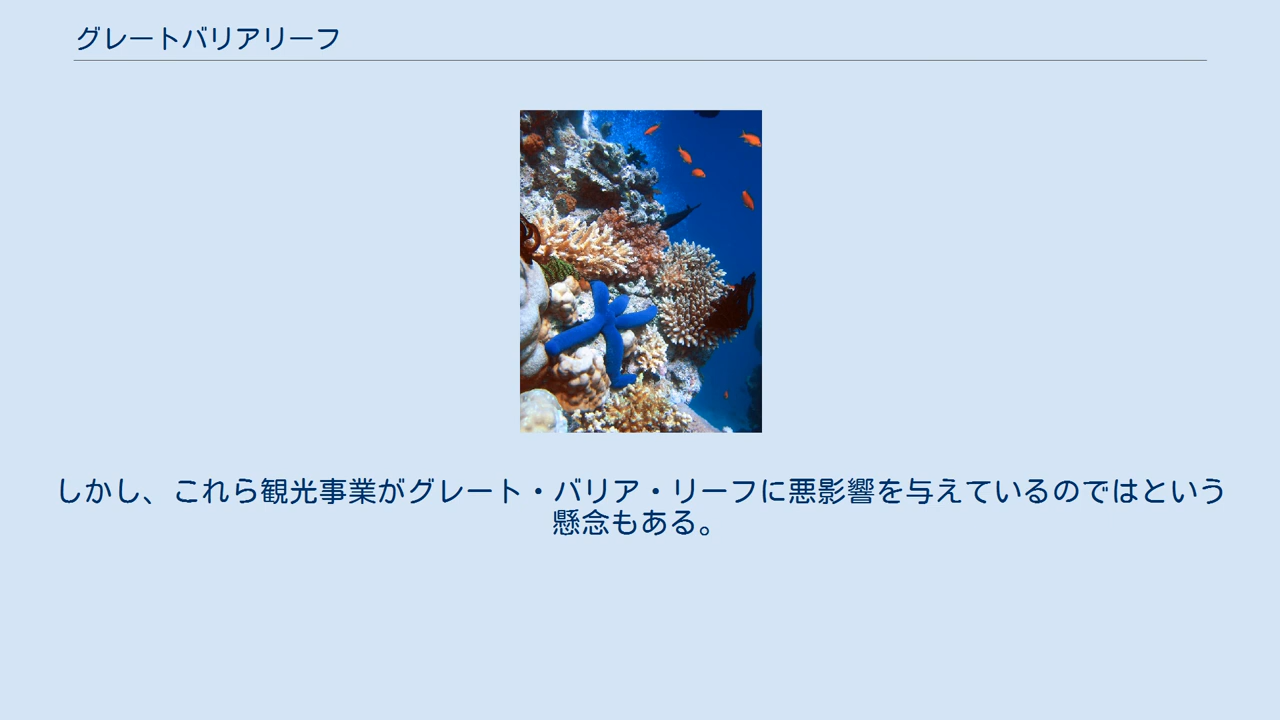 グレートバリアリーフ
しかし、これら観光事業がグレート・バリア・リーフに悪影響を与えているのではという
懸念もある。